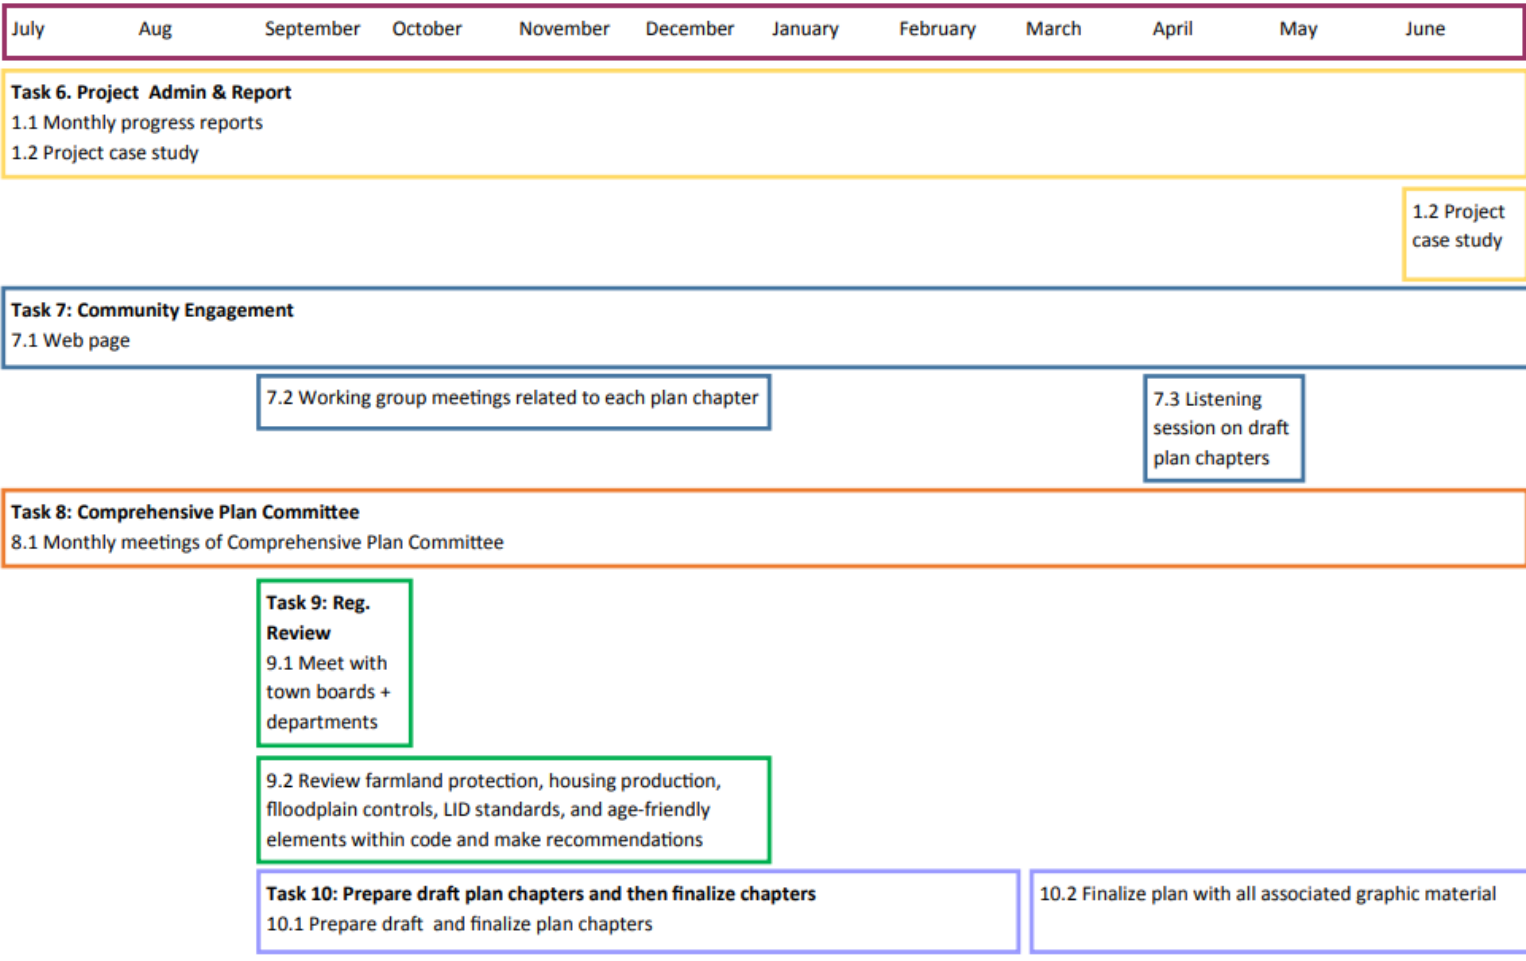 July Aug September October November December January February March April May June
Task 6. Project Admin & Report
1.1 Monthly progress reports
1.2 Project case study
1.2 Project
case study
Task 7: Community Engagement
7.1 Web page
7.2 Working group meetings related to each plan chapter
7.3 Listening
session on draft
plan chapters
Task 8: Comprehensive Plan Committee
8.1 Monthly meetings of Comprehensive Plan Committee
Task 9: Reg.
Review
9.1 Meet with
town boards +
departments
9.2 Review farmland protection, housing production,
flloodplain controls, LID standards, and age-friendly
elements within code and make recommendations
Task 10: Prepare draft plan chapters and then finalize chapters
10.1 Prepare draft and finalize plan chapters
10.2 Finalize plan with all associated graphic material